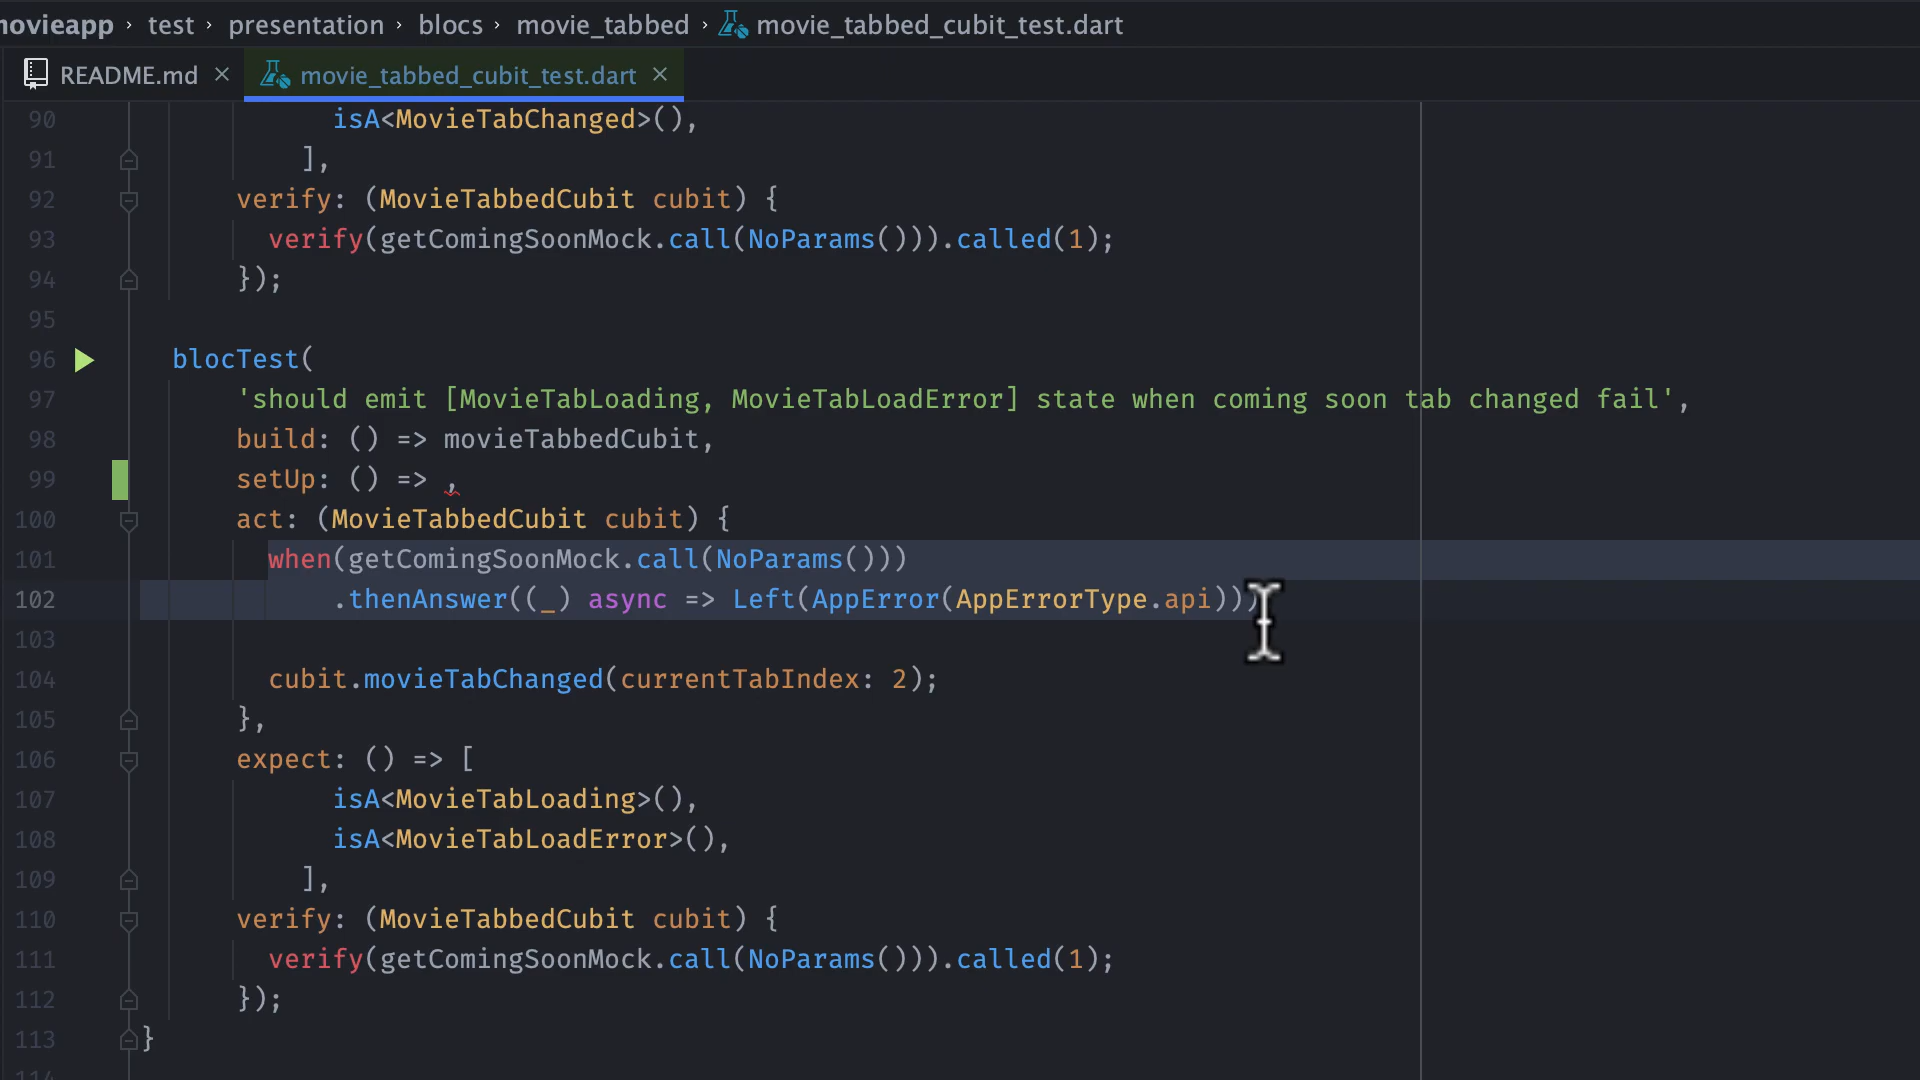 movieapp › test › presentation › blocs › movie_tabbed › movie_tabbed_cubit_test.dart
README.md × movie_tabbed_cubit_test.dart ×
90 isA<MovieTabChanged>(),
91 ],
92 verify: (MovieTabbedCubit cubit) {
93 verify(getComingSoonMock.call(NoParams())).called(1);
94 });
95
96 blocTest(
97 'should emit [MovieTabLoading, MovieTabLoadError] state when coming soon tab changed fail',
98 build: () => movieTabbedCubit,
99 setUp: () => ,
100 act: (MovieTabbedCubit cubit) {
101 when(getComingSoonMock.call(NoParams()))
102 .thenAnswer((_) async => Left(AppError(AppErrorType.api)))
103
104 cubit.movieTabChanged(currentTabIndex: 2);
105 },
106 expect: () => [
107 isA<MovieTabLoading>(),
108 isA<MovieTabLoadError>(),
109 ],
110 verify: (MovieTabbedCubit cubit) {
111 verify(getComingSoonMock.call(NoParams())).called(1);
112 });
113 }
114